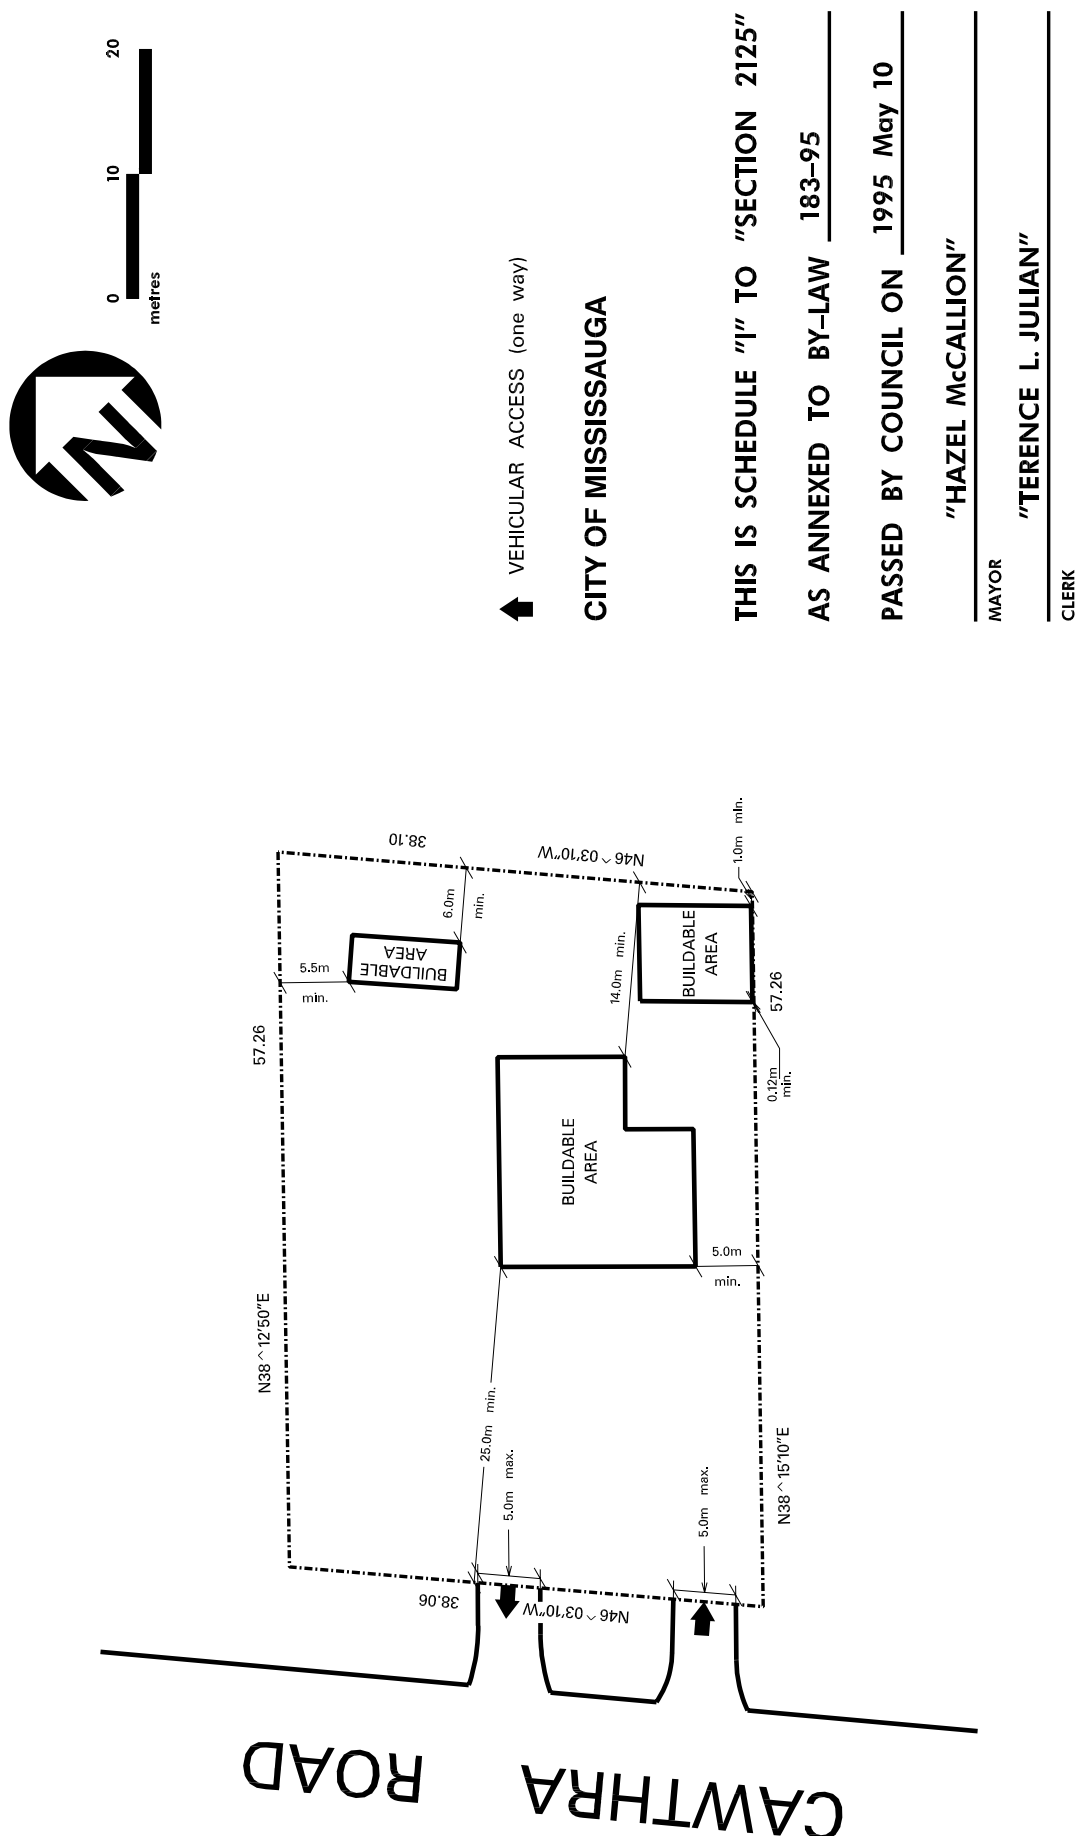 0 10 20
metres
N
VEHICULAR ACCESS (one way)
CITY OF MISSISSAUGA
THIS IS SCHEDULE "I" TO "SECTION 2125"
AS ANNEXED TO BY-LAW 183-95
PASSED BY COUNCIL ON 1995 May 10
"HAZEL McCALLION"
MAYOR
"TERENCE L. JULIAN"
CLERK
38.10
N46^03'10"W
1.0m min.
6.0m
min.
BUILDABLE
AREA
5.5m
min.
14.0m min.
BUILDABLE
AREA
57.26
57.26
0.12m
min.
BUILDABLE
AREA
5.0m
min.
N38^12'50"E
25.0m min.
5.0m max.
5.0m max.
N38^15'10"E
38.06
N46^03'10"W
CAWTHRA ROAD